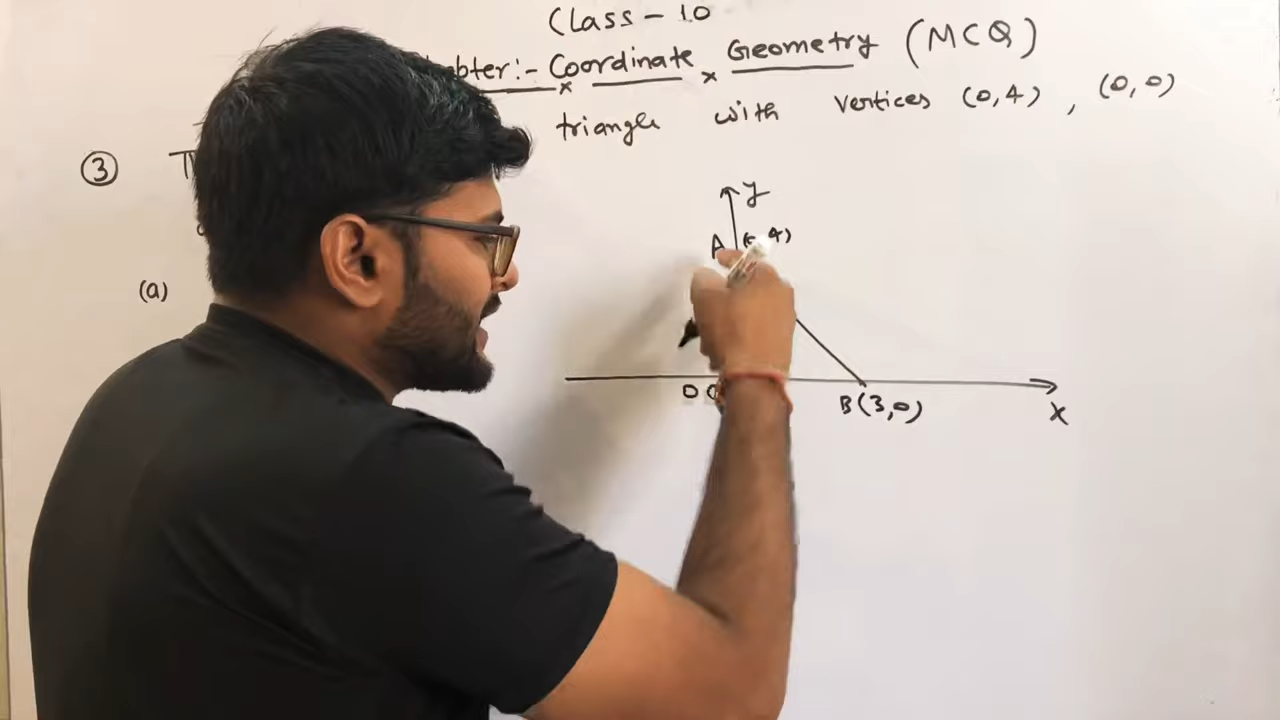 Class - 10
Coordinate Geometry (MCQ)
③ triangle with vertices (0,4) , (0,0)
y
A
(a)
B(3,0)
X